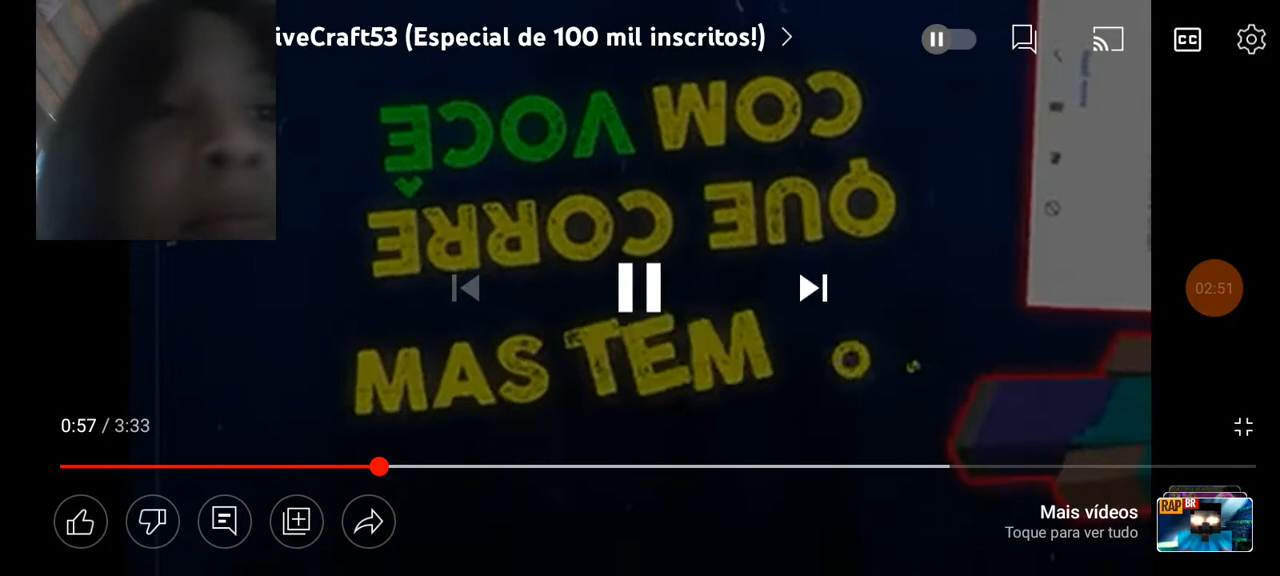 iveCraft53 (Especial de 100 mil inscritos!)
COM VOCÊ
QUE CORRE
MAS TEM O
02:51
0:57 / 3:33
Mais vídeos
Toque para ver tudo
RAP BR